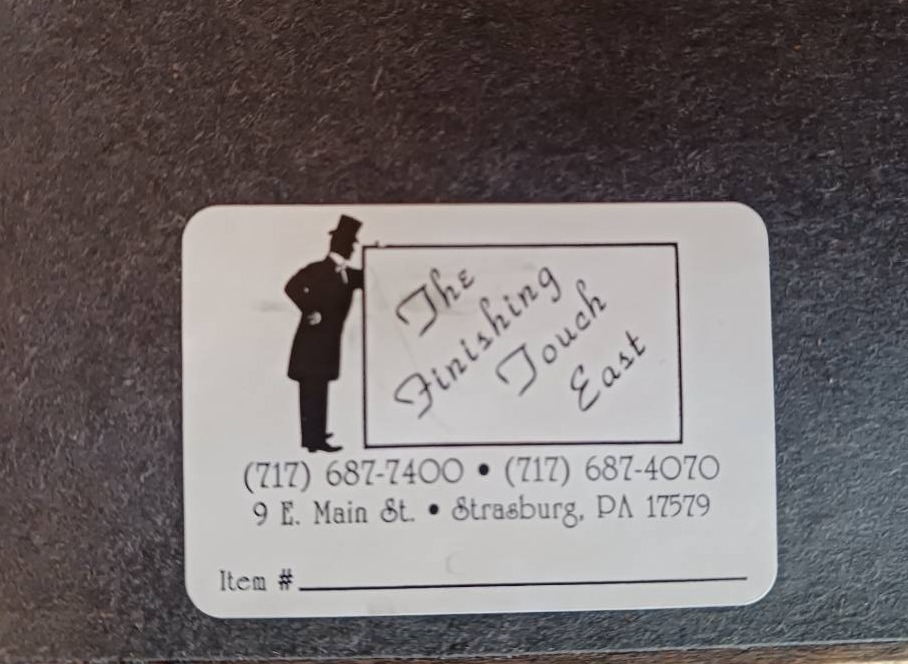 The
Finishing
Touch
East
(717) 687-7400 • (717) 687-4070
9 E. Main St. • Strasburg, PA 17579
Item #